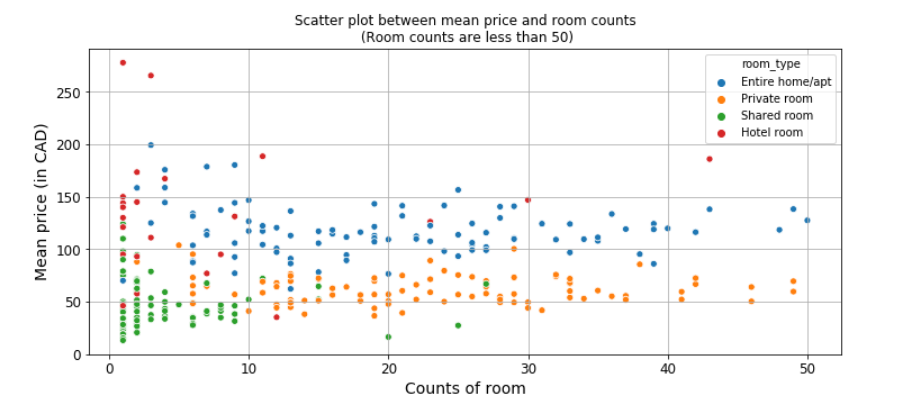 Scatter plot between mean price and room counts
(Room counts are less than 50)
Mean price (in CAD)
250
200
150
100
50
0
room_type
Entire home/apt
Private room
Shared room
Hotel room
0 10 20 30 40 50
Counts of room